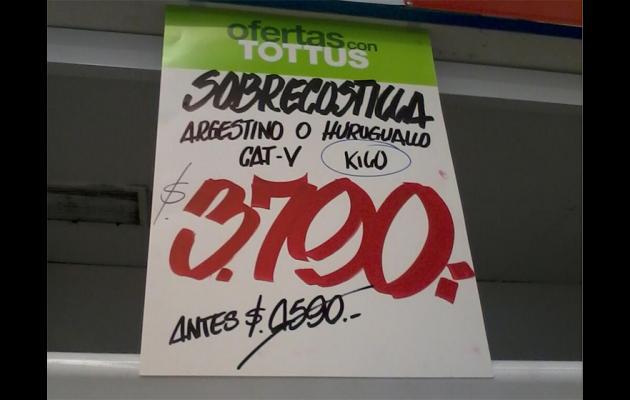 ofertas con
TOTTUS
SOBRECOSTILLA
ARGESTINO O HURUGUALLO
CAT-V KILO
$.3.790.-
ANTES $. 4590.-